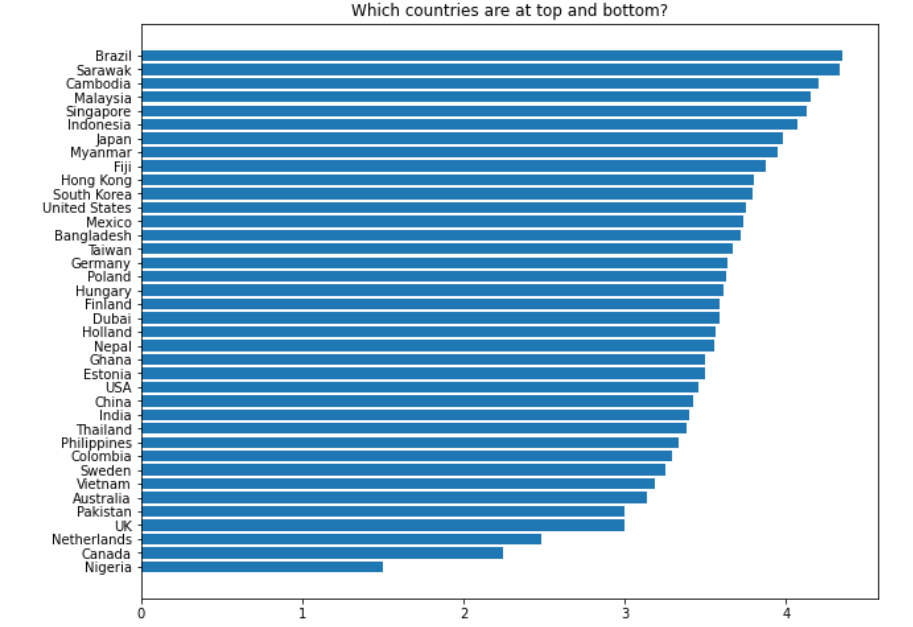 Which countries are at top and bottom?
Brazil
Sarawak
Cambodia
Malaysia
Singapore
Indonesia
Japan
Myanmar
Fiji
Hong Kong
South Korea
United States
Mexico
Bangladesh
Taiwan
Germany
Poland
Hungary
Finland
Dubai
Holland
Nepal
Ghana
Estonia
USA
China
India
Thailand
Philippines
Colombia
Sweden
Vietnam
Australia
Pakistan
UK
Netherlands
Canada
Nigeria
0 1 2 3 4